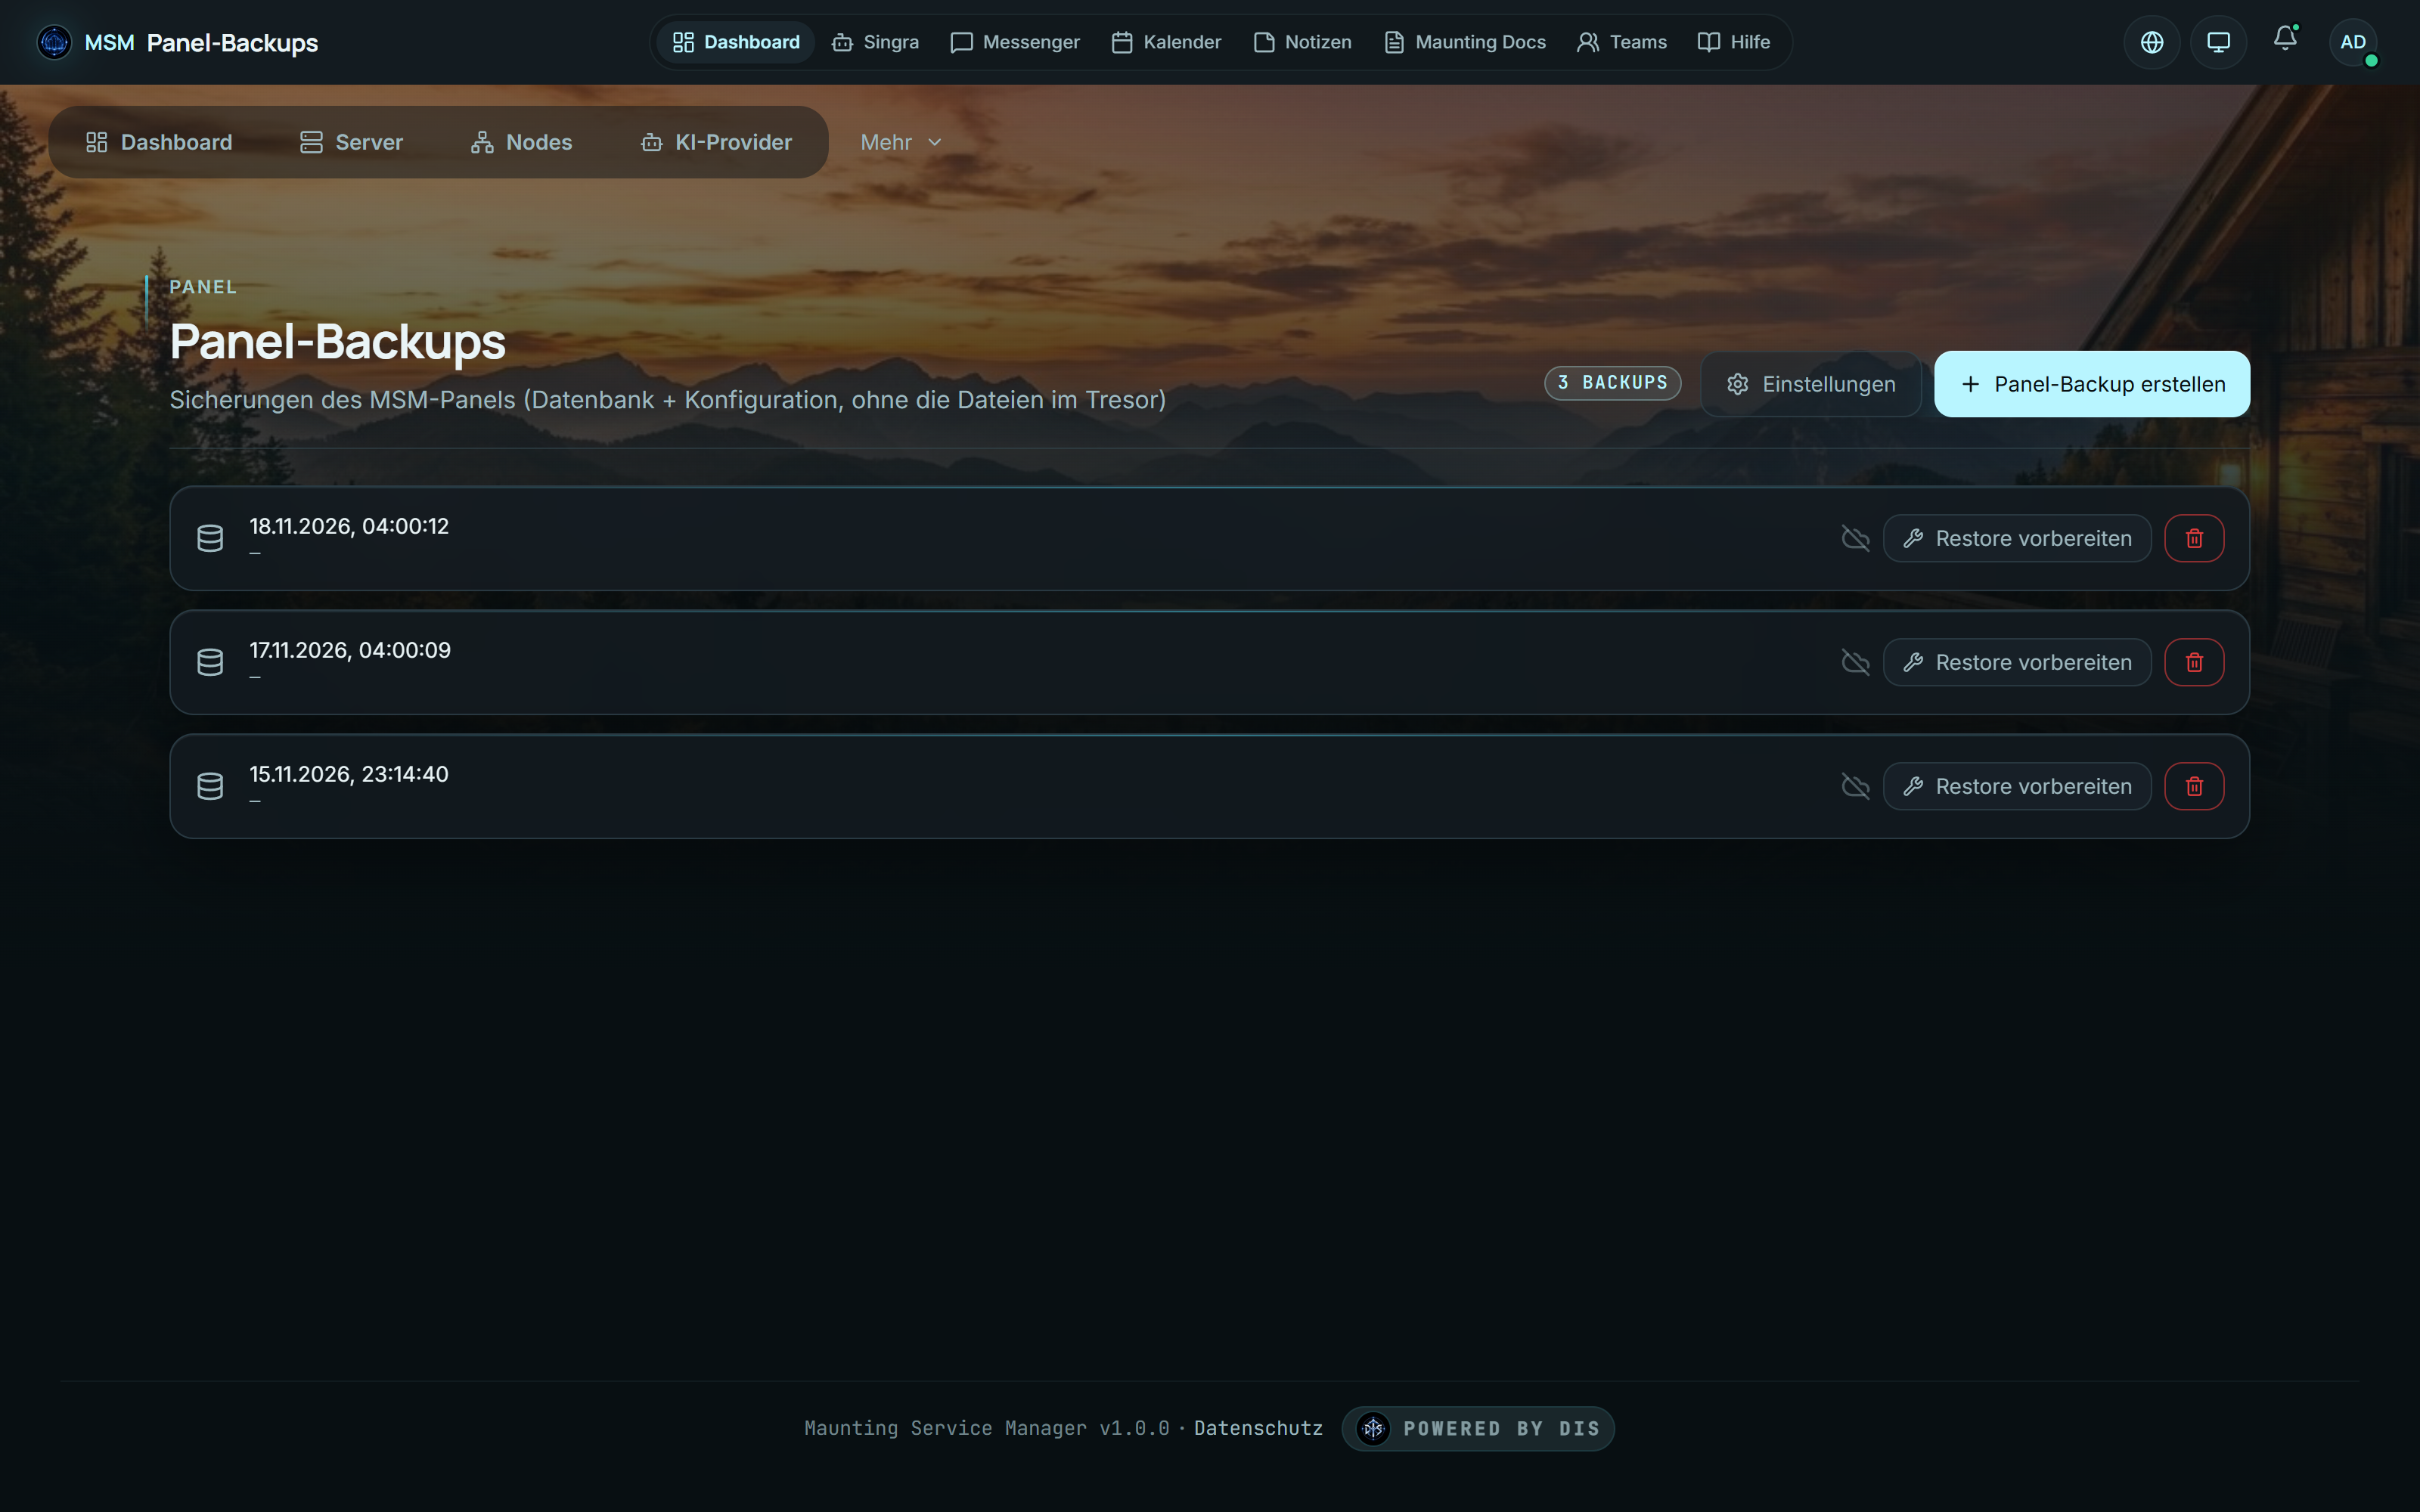 MSM Panel-Backups
Dashboard Singra Messenger Kalender Notizen Maunting Docs Teams Hilfe
AD
Dashboard Server Nodes KI-Provider Mehr
PANEL
Panel-Backups
Sicherungen des MSM-Panels (Datenbank + Konfiguration, ohne die Dateien im Tresor)
3 BACKUPS Einstellungen + Panel-Backup erstellen
18.11.2026, 04:00:12
–
Restore vorbereiten
17.11.2026, 04:00:09
–
Restore vorbereiten
15.11.2026, 23:14:40
–
Restore vorbereiten
Maunting Service Manager v1.0.0 · Datenschutz DIS POWERED BY DIS